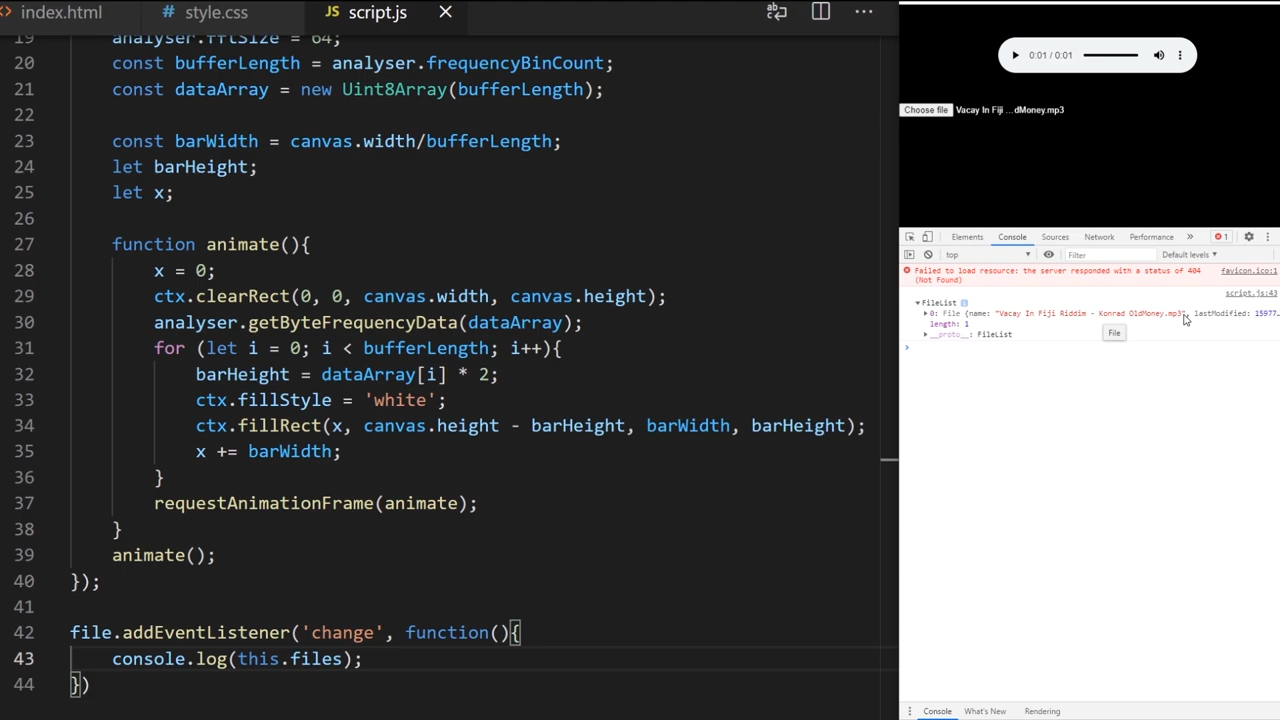 index.html
# style.css
JS script.js
19 analyser.fftSize = 64;
20 const bufferLength = analyser.frequencyBinCount;
21 const dataArray = new Uint8Array(bufferLength);
22
23 const barWidth = canvas.width/bufferLength;
24 let barHeight;
25 let x;
26
27 function animate(){
28 x = 0;
29 ctx.clearRect(0, 0, canvas.width, canvas.height);
30 analyser.getByteFrequencyData(dataArray);
31 for (let i = 0; i < bufferLength; i++){
32 barHeight = dataArray[i] * 2;
33 ctx.fillStyle = 'white';
34 ctx.fillRect(x, canvas.height - barHeight, barWidth, barHeight);
35 x += barWidth;
36 }
37 requestAnimationFrame(animate);
38 }
39 animate();
40 });
41
42 file.addEventListener('change', function(){
43 console.log(this.files);
44 })
0:01 / 0:01
Choose file Vacay In Fiji ...dMoney.mp3
Elements Console Sources Network Performance » 1
top Filter Default levels
Failed to load resource: the server responded with a status of 404 favicon.ico:1
(Not Found)
script.js:43
FileList i
0: File {name: "Vacay In Fiji Riddim - Konrad OldMoney.mp3", lastModified: 15977…
length: 1
__proto__: FileList
File
Console What's New Rendering